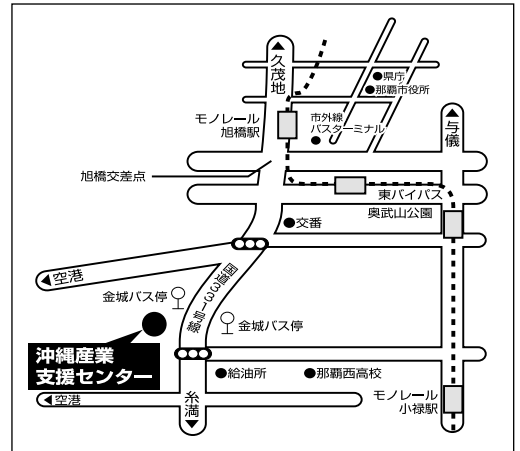 久茂地
県庁
那覇市役所
モノレール
旭橋駅
市外線
バスターミナル
与儀
旭橋交差点
東バイパス
奥武山公園
交番
空港
国道331号線
金城バス停
金城バス停
沖縄産業
支援センター
給油所
那覇西高校
空港
糸満
モノレール
小禄駅